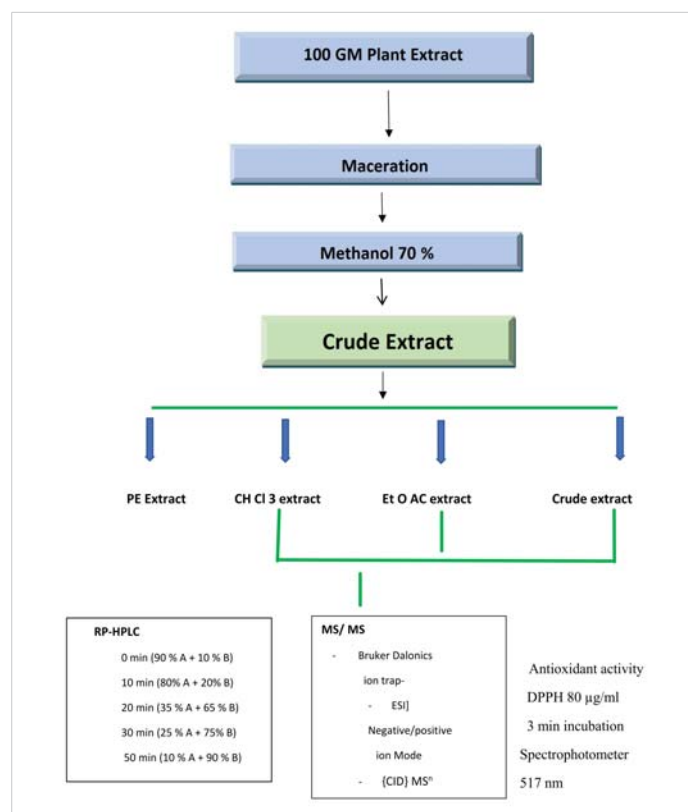 100 GM Plant Extract
Maceration
Methanol 70 %
Crude Extract
PE Extract
CH Cl 3 extract
Et O AC extract
Crude extract
RP-HPLC
0 min (90 % A + 10 % B)
10 min (80% A + 20% B)
20 min (35 % A + 65 % B)
30 min (25 % A + 75% B)
50 min (10 % A + 90 % B)
MS/ MS
- Bruker Dalonics
ion trap-
- ESI]
Negative/positive
ion Mode
- {CID} MSⁿ
Antioxidant activity
DPPH 80 µg/ml
3 min incubation
Spectrophotometer
517 nm